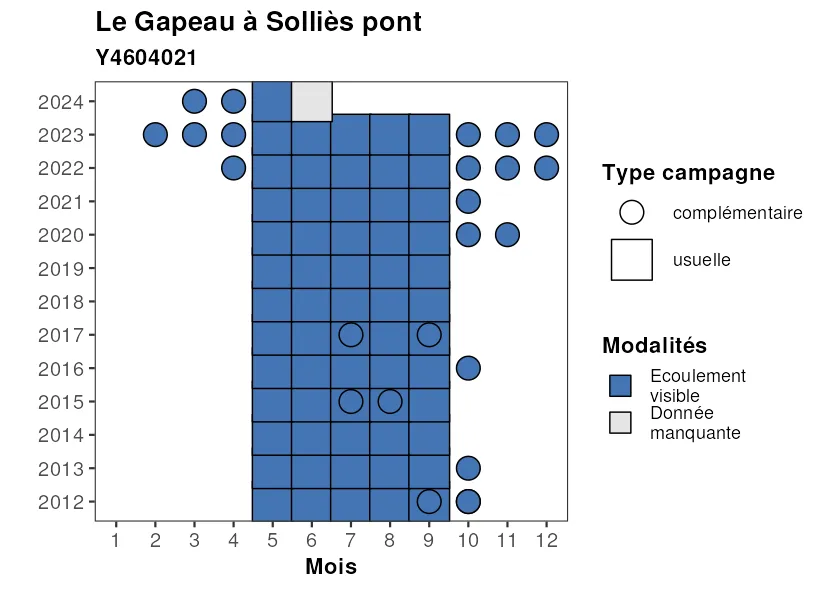 Le Gapeau à Solliès pont
Y4604021
2024
2023
2022
2021
2020
2019
2018
2017
2016
2015
2014
2013
2012
1 2 3 4 5 6 7 8 9 10 11 12
Mois
Type campagne
complémentaire
usuelle
Modalités
Ecoulement
visible
Donnée
manquante